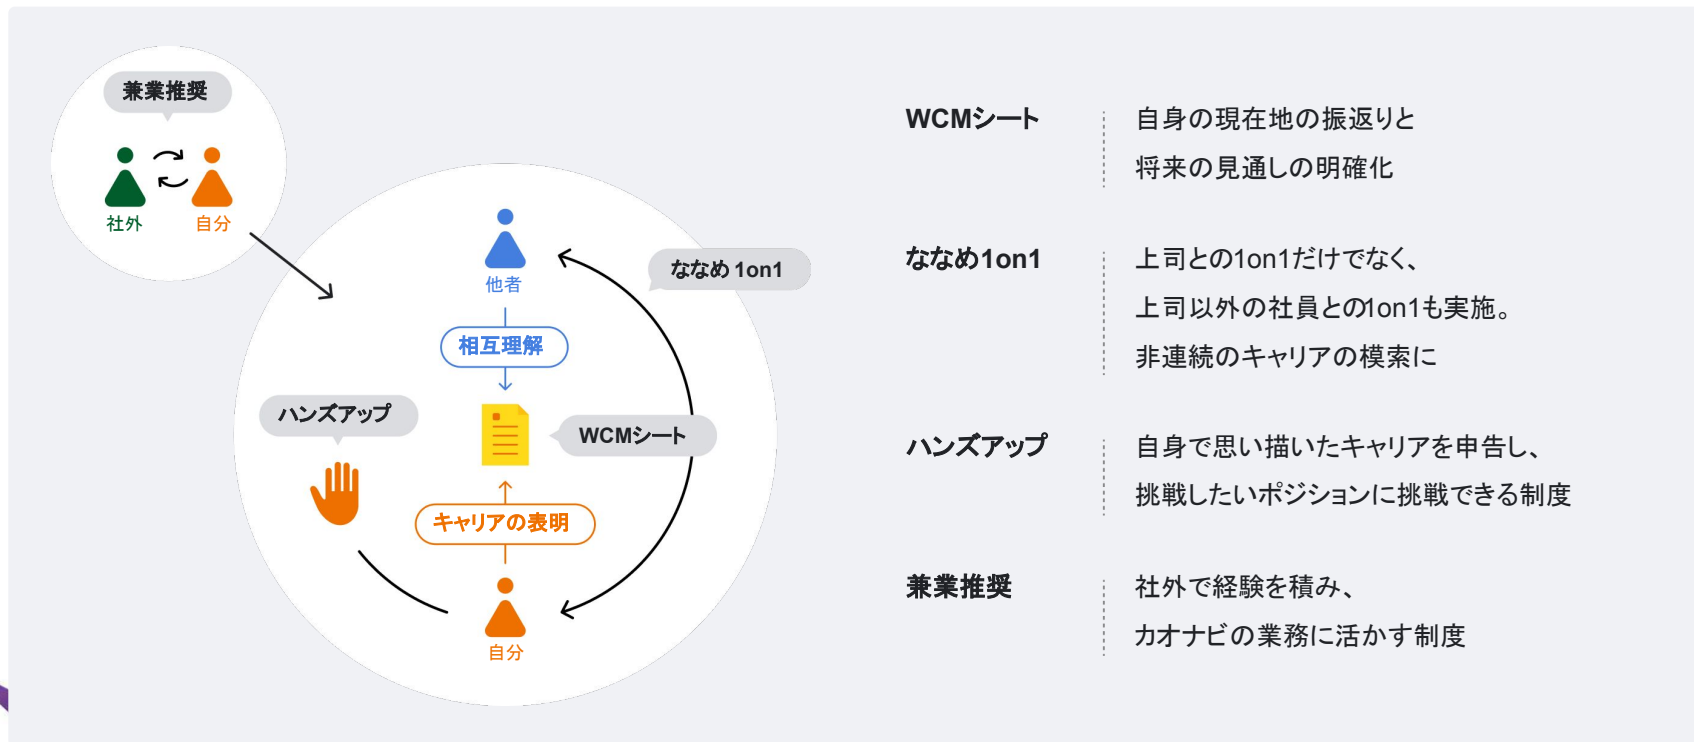 兼業推奨
社外
自分
他者
ななめ1on1
相互理解
ハンズアップ
WCMシート
キャリアの表明
自分
WCMシート
自身の現在地の振返りと
将来の見通しの明確化
ななめ1on1
上司との1on1だけでなく、
上司以外の社員との1on1も実施。
非連続のキャリアの模索に
ハンズアップ
自身で思い描いたキャリアを申告し、
挑戦したいポジションに挑戦できる制度
兼業推奨
社外で経験を積み、
カオナビの業務に活かす制度